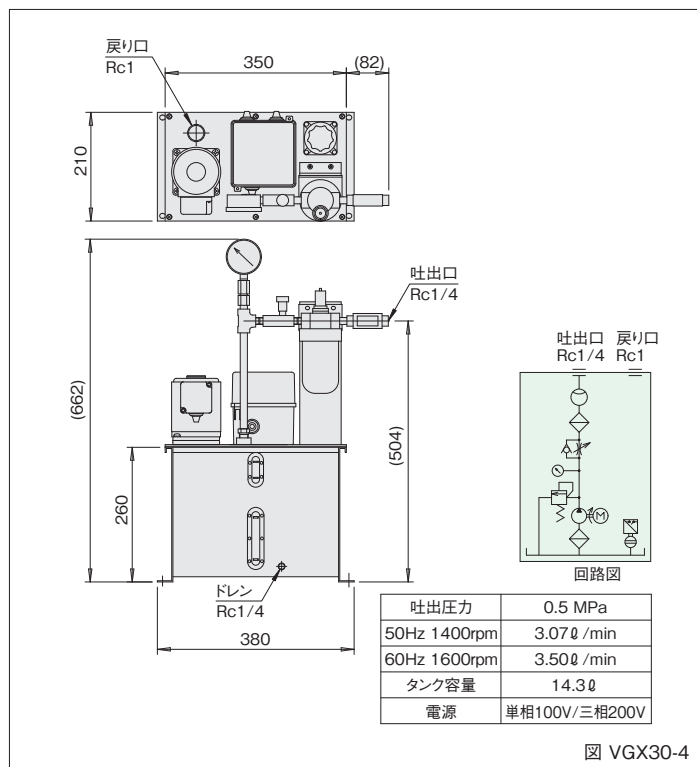 戻り口
Rc1
350
(82)
210
吐出口
Rc1/4
(662)
(504)
260
ドレン
Rc1/4
380
吐出口 戻り口
Rc1/4 Rc1
M
回路図
吐出圧力 0.5 MPa
50Hz 1400rpm 3.07ℓ/min
60Hz 1600rpm 3.50ℓ/min
タンク容量 14.3ℓ
電源 単相100V/三相200V
図 VGX30-4